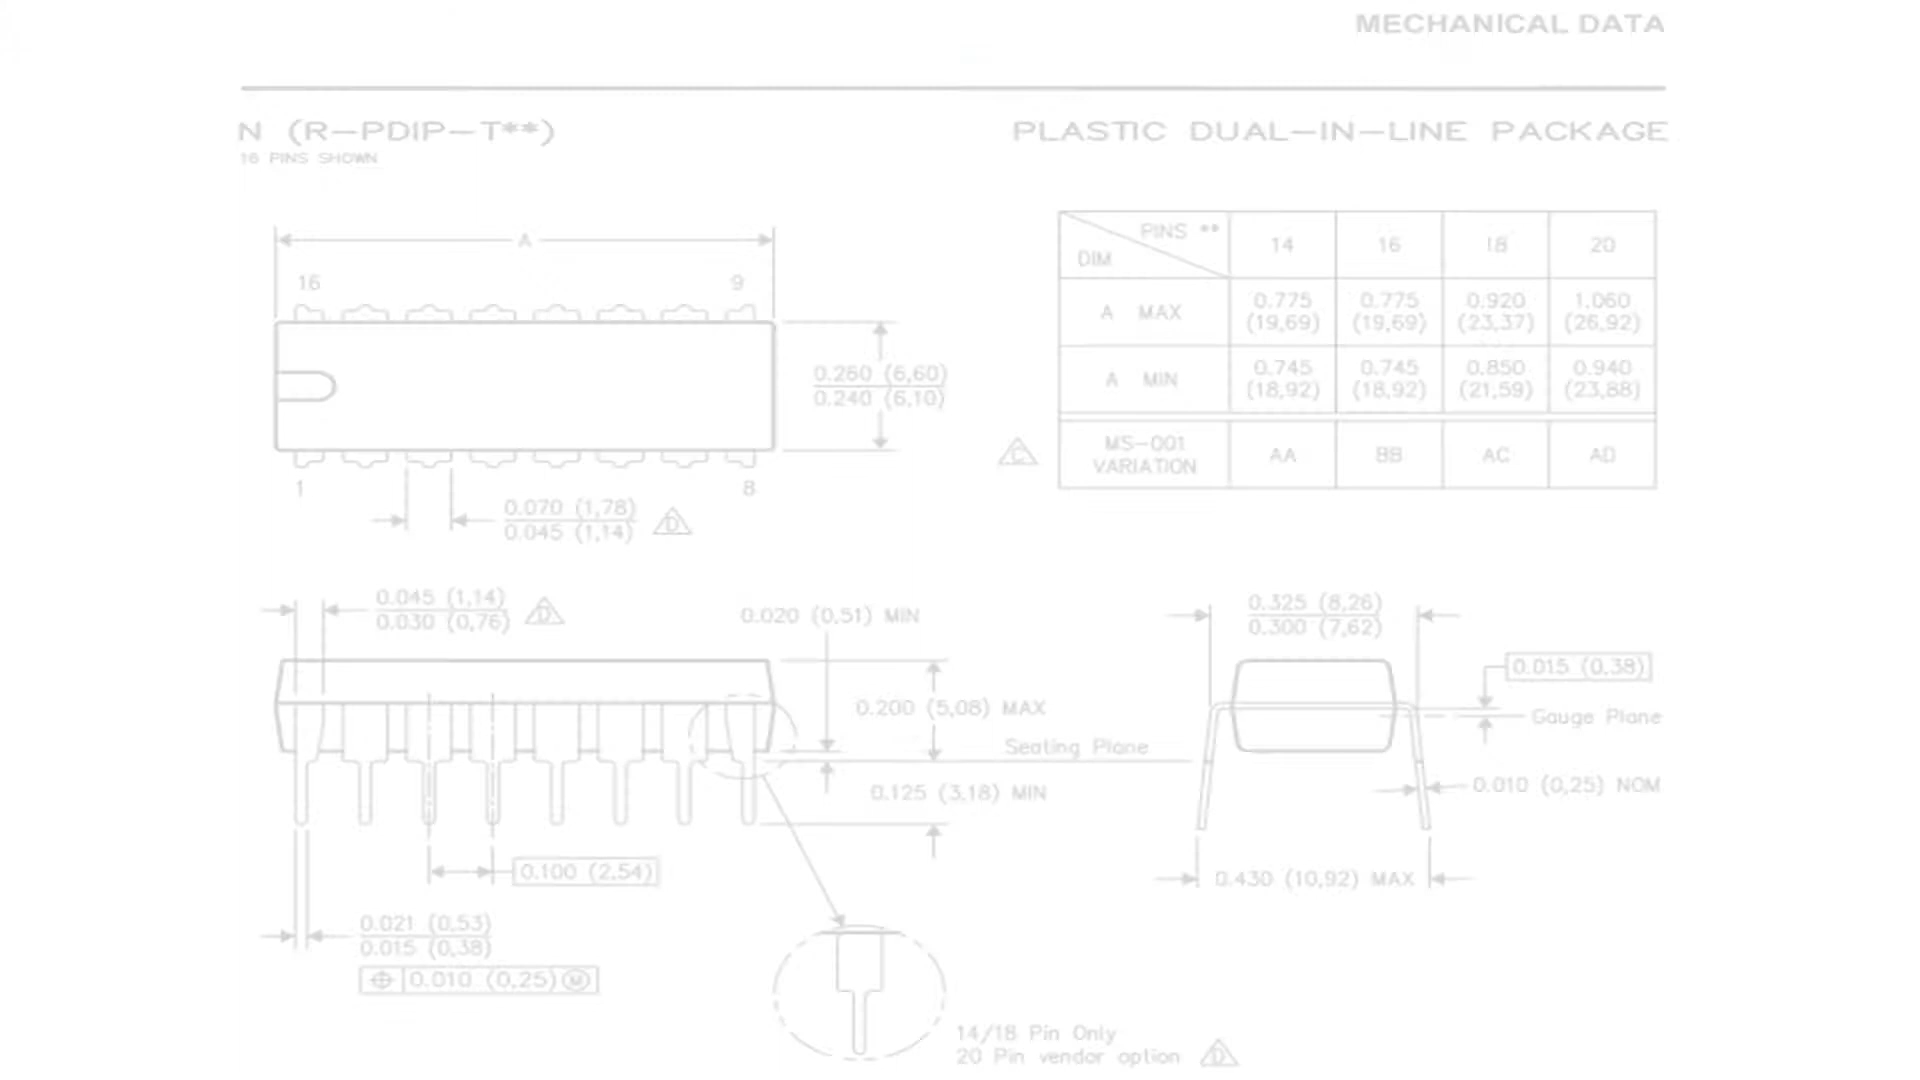 MECHANICAL DATA
N (R-PDIP-T**)
PLASTIC DUAL-IN-LINE PACKAGE
16 PINS SHOWN
A
16
9
0.260 (6,60)
0.240 (6,10)
1
8
0.070 (1,78)
0.045 (1,14)
D
PINS **
DIM
14
16
18
20
A MAX
0.775
(19,69)
0.775
(19,69)
0.920
(23,37)
1.060
(26,92)
A MIN
0.745
(18,92)
0.745
(18,92)
0.850
(21,59)
0.940
(23,88)
C
MS-001
VARIATION
AA
BB
AC
AD
0.045 (1,14)
0.030 (0,76)
D
0.020 (0,51) MIN
0.200 (5,08) MAX
Seating Plane
0.125 (3,18) MIN
0.100 (2,54)
0.021 (0,53)
0.015 (0,38)
0.010 (0,25) M
0.325 (8,26)
0.300 (7,62)
0.015 (0,38)
Gauge Plane
0.010 (0,25) NOM
0.430 (10,92) MAX
14/18 Pin Only
20 Pin vendor option
D